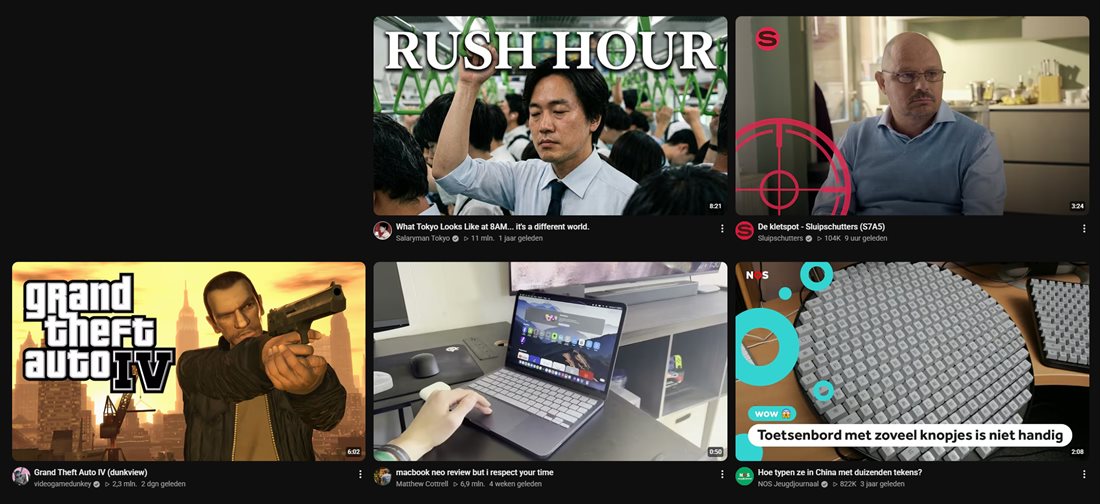 RUSH HOUR
8:21
What Tokyo Looks Like at 8AM... it's a different world.
Salaryman Tokyo 11 mln. 1 jaar geleden
S
3:24
S
De kletspot - Sluipschutters (S7A5)
Sluipschutters 104K 9 uur geleden
grand
theft
auto IV
6:02
Grand Theft Auto IV (dunkview)
videogamedunkey 2,3 mln. 2 dgn geleden
0:50
macbook neo review but i respect your time
Matthew Cottrell 6,9 mln. 4 weken geleden
NOS
WOW 😱
Toetsenbord met zoveel knopjes is niet handig
2:08
NOS
Hoe typen ze in China met duizenden tekens?
NOS Jeugdjournaal 822K 3 jaar geleden